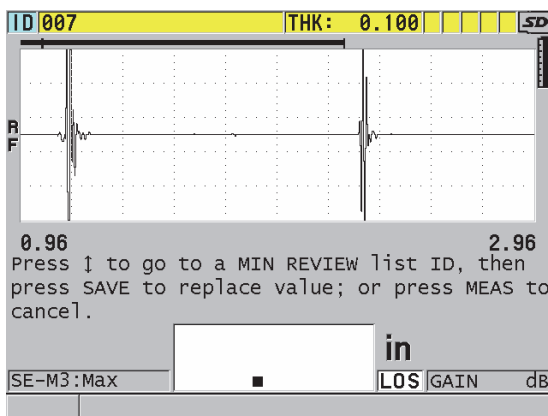 ID 007 THK: 0.100 SD
RF
0.96 2.96
Press ↕ to go to a MIN REVIEW list ID, then
press SAVE to replace value; or press MEAS to
cancel.
in
SE-M3:Max LOS GAIN dB